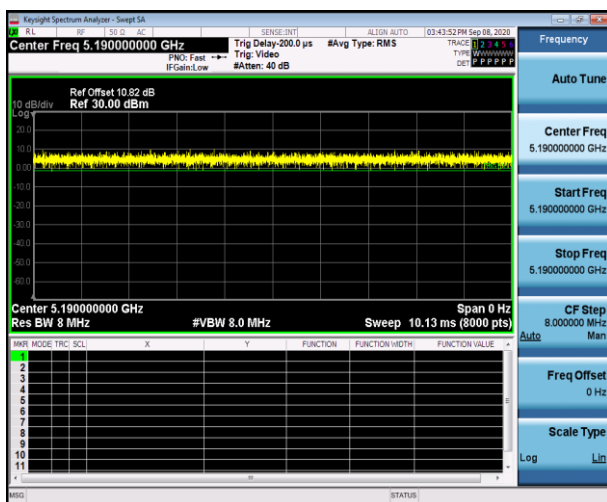 Keysight Spectrum Analyzer - Swept SA
RL RF 50 Ω AC SENSE:INT ALIGN AUTO 03:43:52 PM Sep 08, 2020
Center Freq 5.190000000 GHz Trig Delay-200.0 µs #Avg Type: RMS TRACE 1 2 3 4 5 6
PNO: Fast Trig: Video TYPE WWWWWW
IFGain:Low #Atten: 40 dB DET P P P P P P
Ref Offset 10.82 dB
10 dB/div Ref 30.00 dBm
Log
20.0
10.0
0.00
-10.0
-20.0
-30.0
-40.0
-50.0
-60.0
Center 5.190000000 GHz Span 0 Hz
Res BW 8 MHz #VBW 8.0 MHz Sweep 10.13 ms (8000 pts)
MKR MODE TRC SCL X Y FUNCTION FUNCTION WIDTH FUNCTION VALUE
1
2
3
4
5
6
7
8
9
10
11
MSG STATUS
Frequency
Auto Tune
Center Freq
5.190000000 GHz
Start Freq
5.190000000 GHz
Stop Freq
5.190000000 GHz
CF Step
8.000000 MHz
Auto Man
Freq Offset
0 Hz
Scale Type
Log Lin